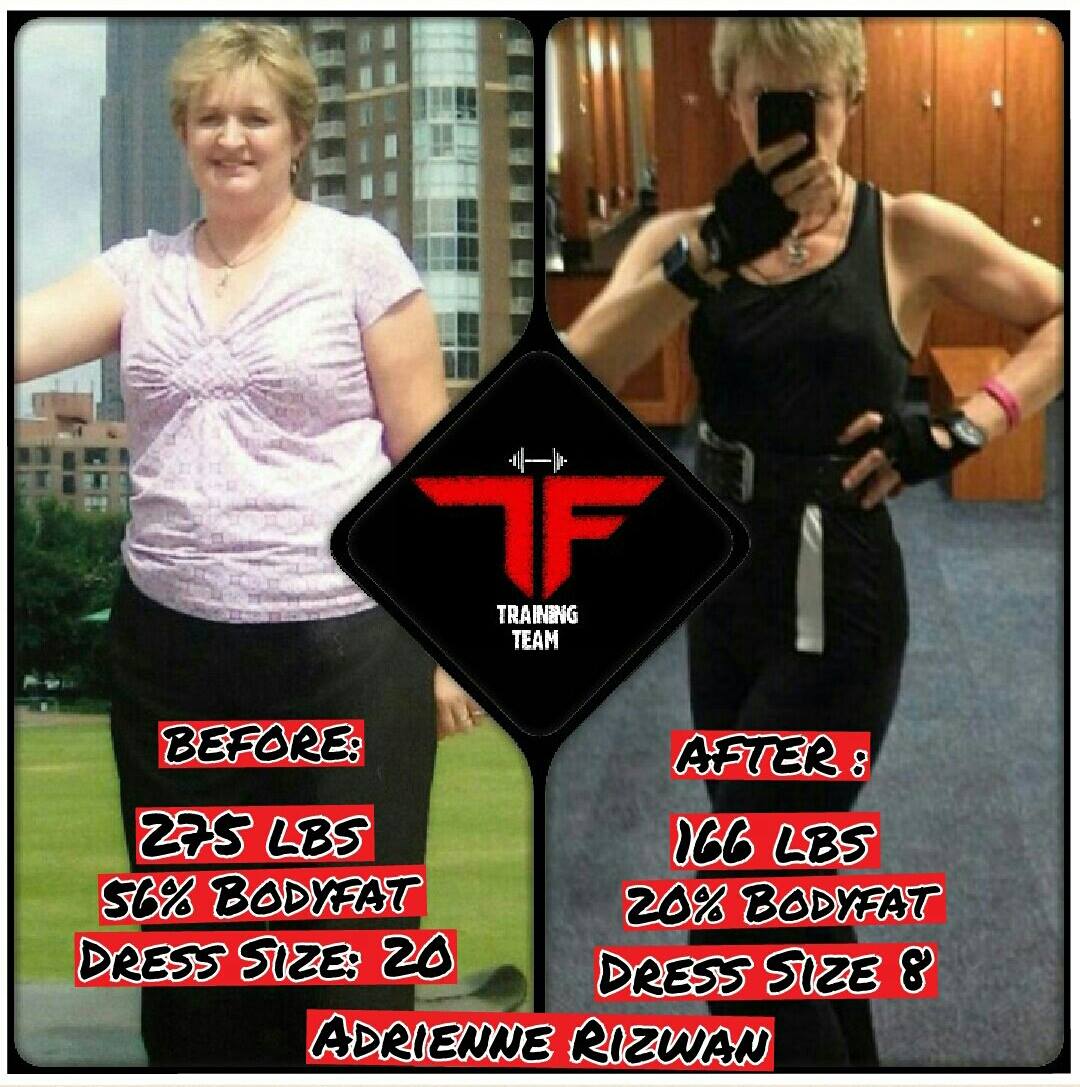 TF
TRAINING
TEAM
BEFORE:
275 LBS
56% BODYFAT
DRESS SIZE: 20
AFTER :
166 LBS
20% BODYFAT
DRESS SIZE 8
ADRIENNE RIZWAN